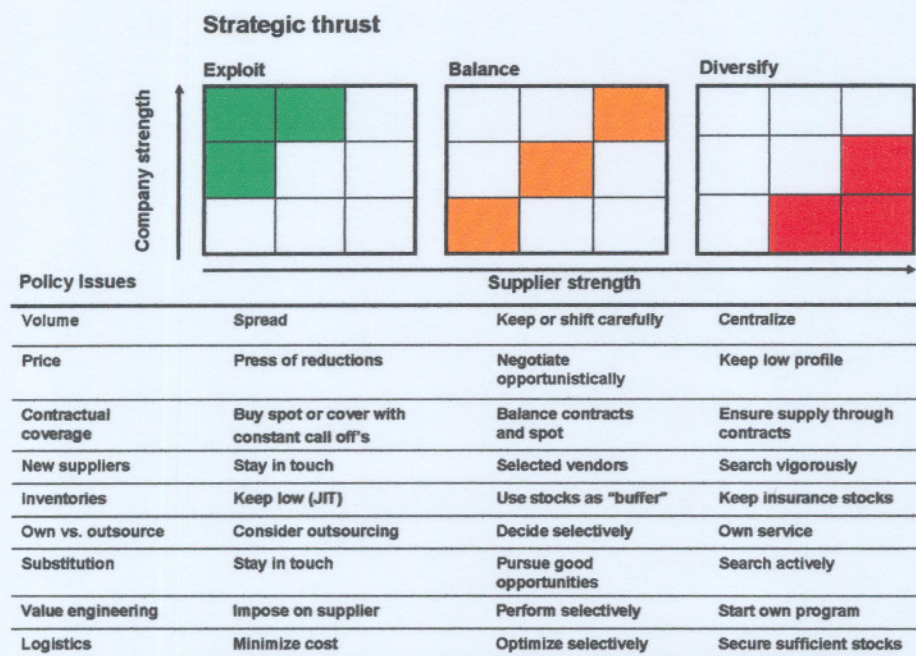 Strategic thrust
Exploit
Balance
Diversify
Company strength
Policy Issues
Supplier strength
Volume
Spread
Keep or shift carefully
Centralize
Price
Press of reductions
Negotiate
opportunistically
Keep low profile
Contractual
coverage
Buy spot or cover with
constant call off's
Balance contracts
and spot
Ensure supply through
contracts
New suppliers
Stay in touch
Selected vendors
Search vigorously
Inventories
Keep low (JIT)
Use stocks as "buffer"
Keep insurance stocks
Own vs. outsource
Consider outsourcing
Decide selectively
Own service
Substitution
Stay in touch
Pursue good
opportunities
Search actively
Value engineering
Impose on supplier
Perform selectively
Start own program
Logistics
Minimize cost
Optimize selectively
Secure sufficient stocks